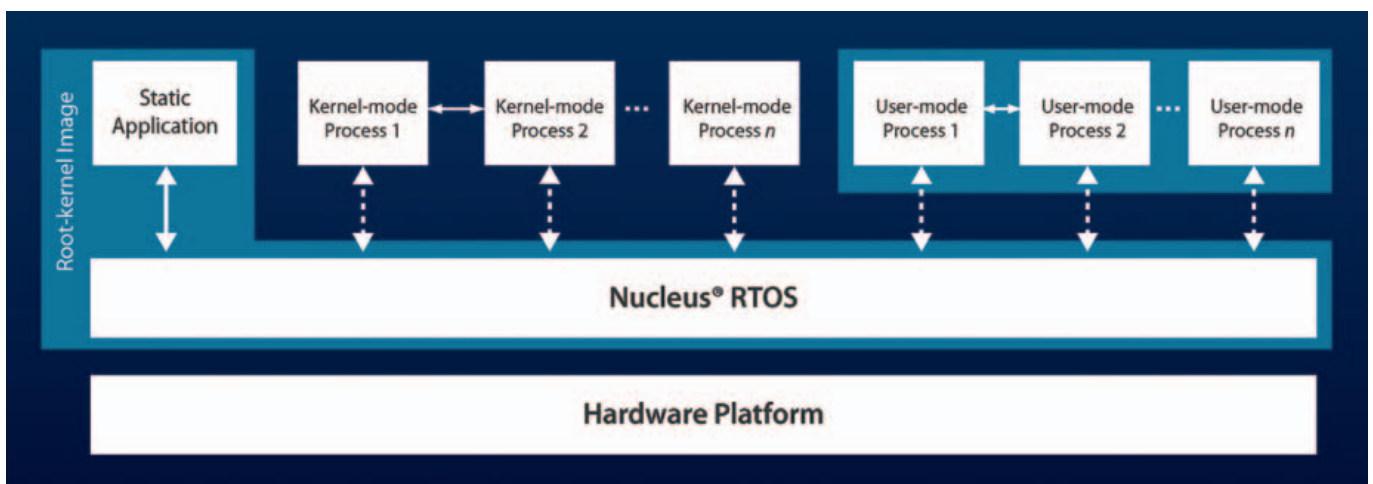 Root-kernel Image
Static
Application
Kernel-mode
Process 1
Kernel-mode
Process 2
...
Kernel-mode
Process n
User-mode
Process 1
User-mode
Process 2
...
User-mode
Process n
Nucleus® RTOS
Hardware Platform